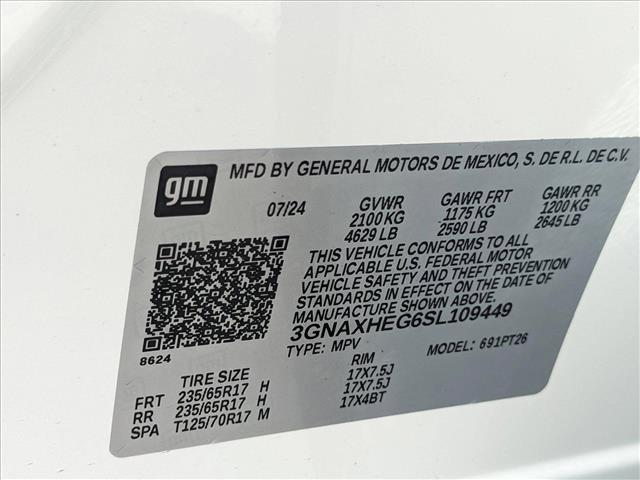 gm
MFD BY GENERAL MOTORS DE MEXICO, S. DE R.L. DE C.V.
07/24 GVWR GAWR FRT GAWR RR
2100 KG 1175 KG 1200 KG
4629 LB 2590 LB 2645 LB
THIS VEHICLE CONFORMS TO ALL
APPLICABLE U.S. FEDERAL MOTOR
VEHICLE SAFETY AND THEFT PREVENTION
STANDARDS IN EFFECT ON THE DATE OF
MANUFACTURE SHOWN ABOVE.
3GNAXHEG6SL109449
8624
TYPE: MPV MODEL: 691PT26
TIRE SIZE RIM
FRT 235/65R17 H 17X7.5J
RR 235/65R17 H 17X7.5J
SPA T125/70R17 M 17X4BT